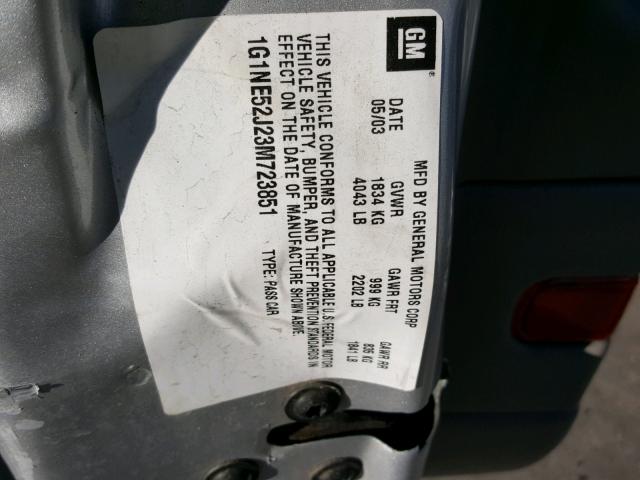 GM
®
MFD BY GENERAL MOTORS CORP
DATE GVWR GAWR FRT GAWR RR
05/03 1834 KG 999 KG 835 KG
4043 LB 2202 LB 1841 LB
THIS VEHICLE CONFORMS TO ALL APPLICABLE U.S. FEDERAL MOTOR
VEHICLE SAFETY, BUMPER, AND THEFT PREVENTION STANDARDS IN
EFFECT ON THE DATE OF MANUFACTURE SHOWN ABOVE.
1G1NE52J23M723851 TYPE: PASS CAR